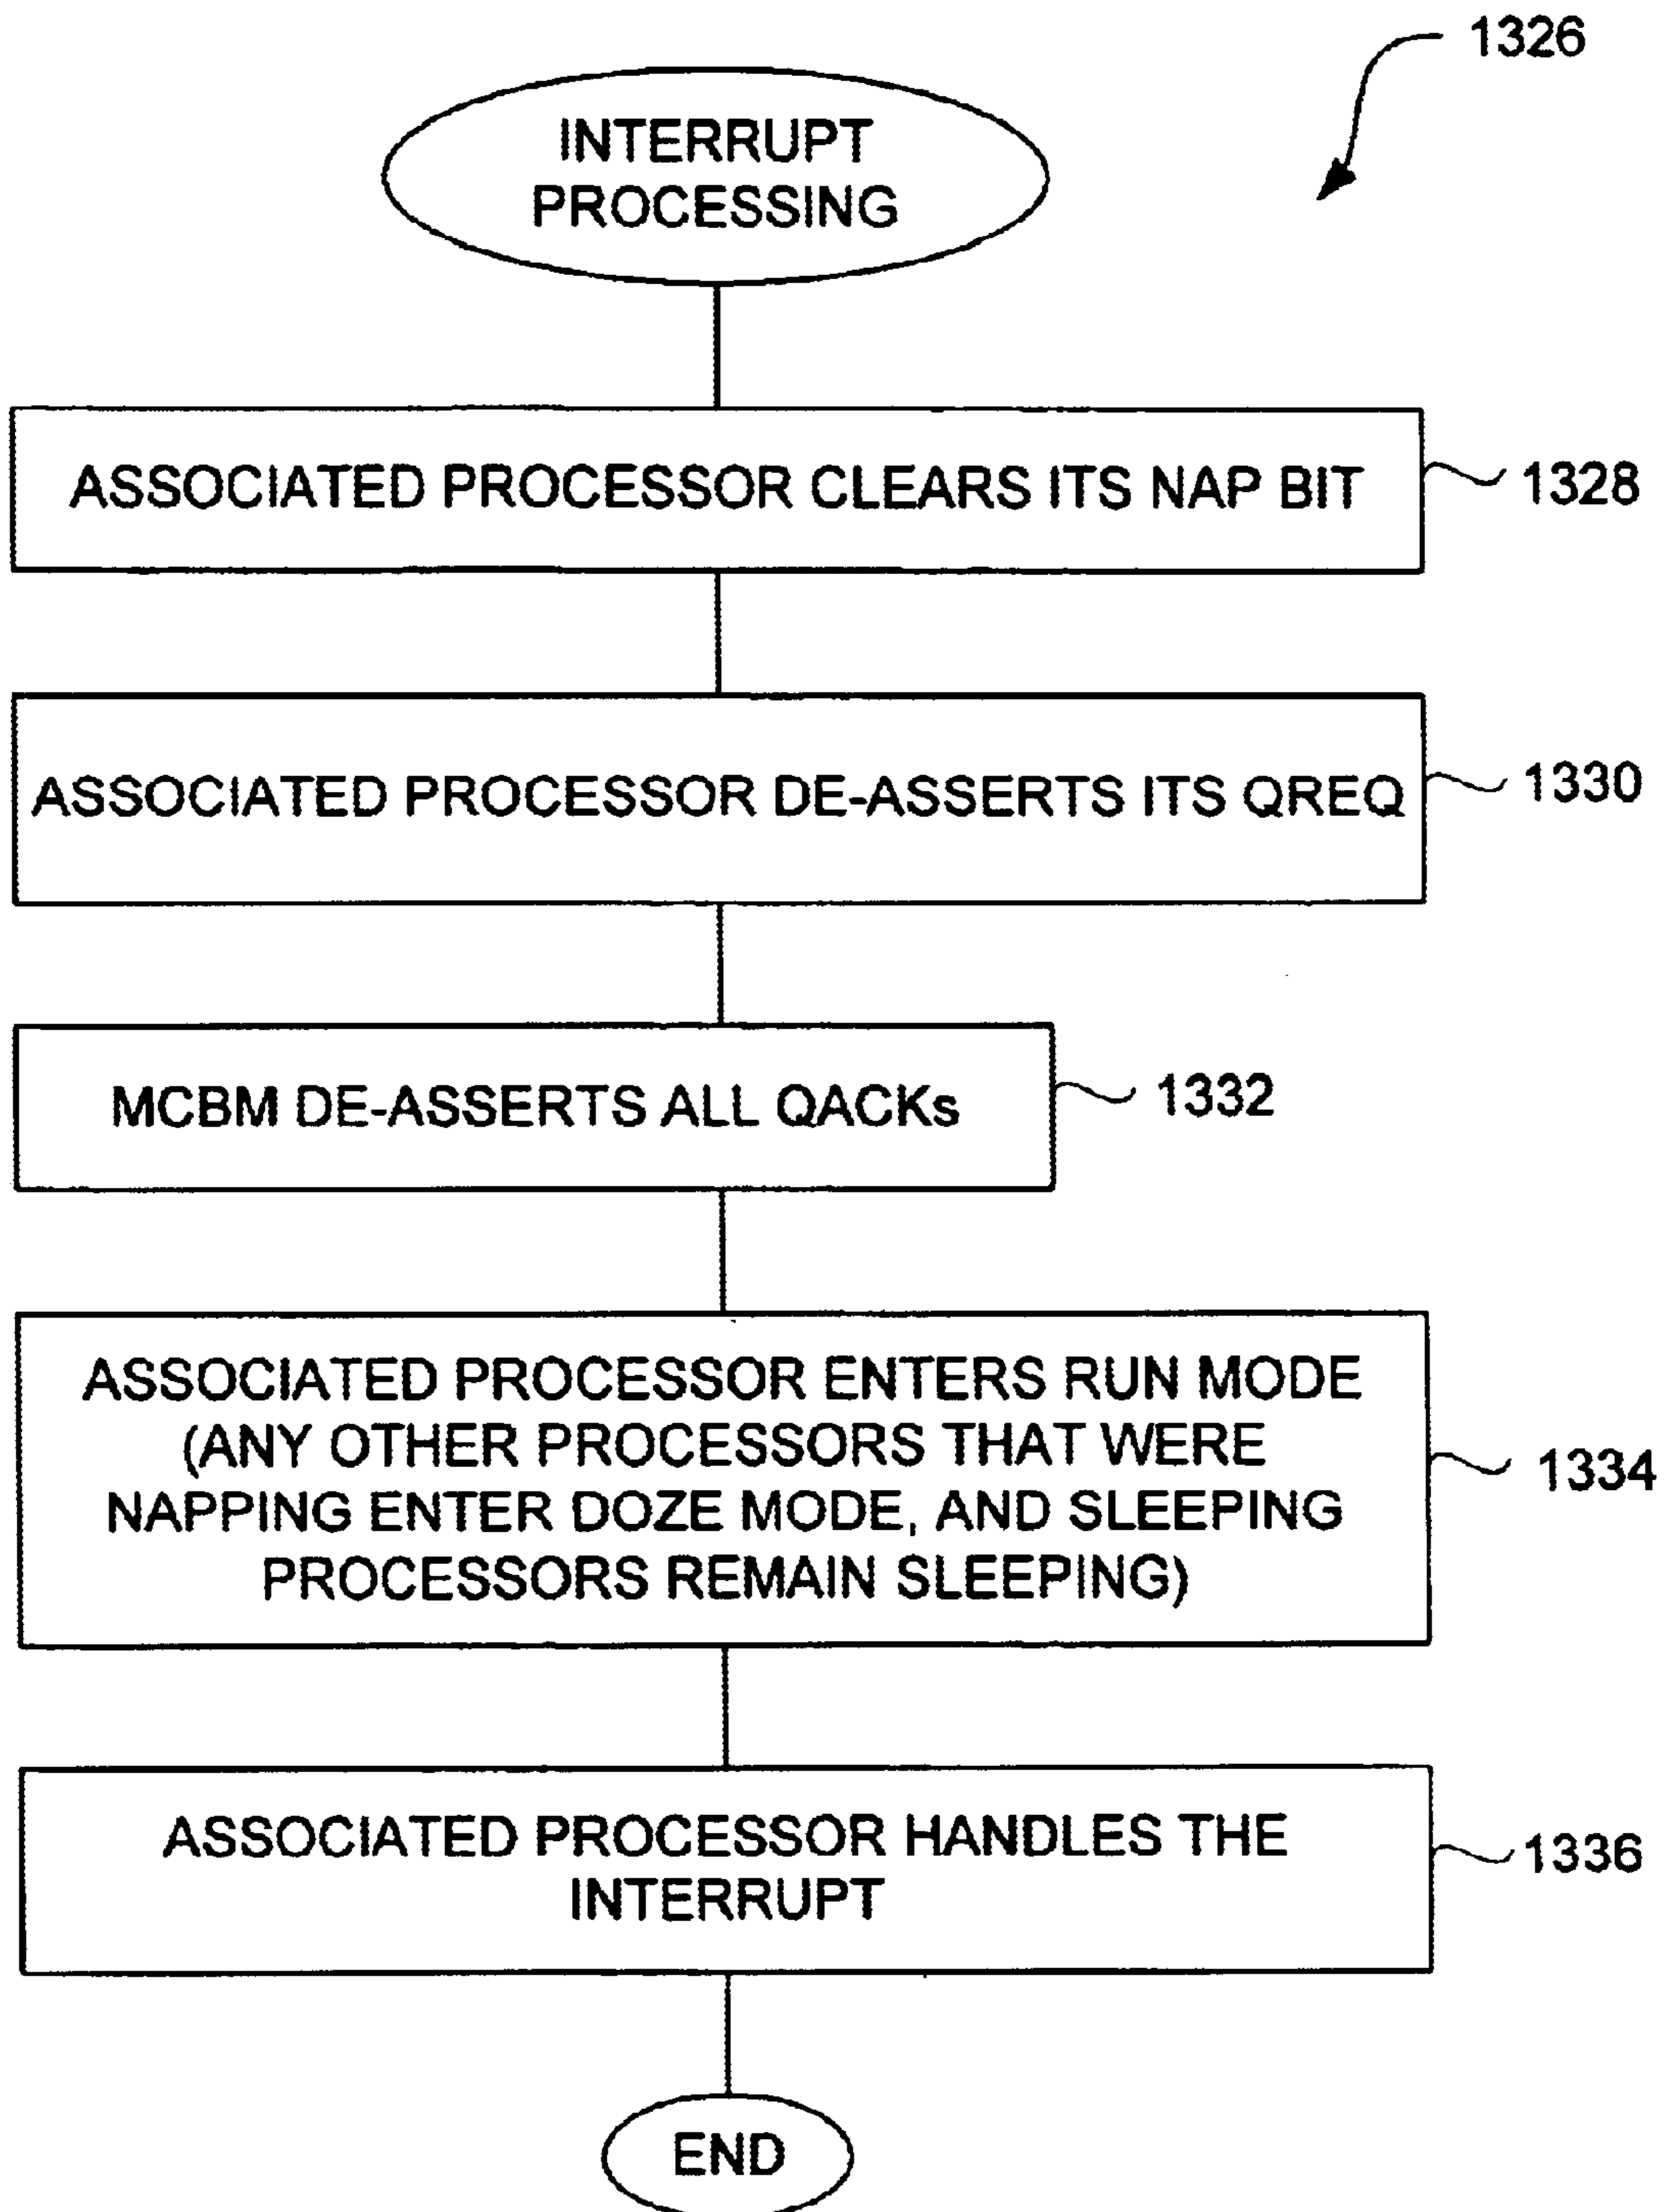 1326
INTERRUPT
PROCESSING
ASSOCIATED PROCESSOR CLEARS ITS NAP BIT
1328
ASSOCIATED PROCESSOR DE-ASSERTS ITS QREQ
1330
MCBM DE-ASSERTS ALL QACKs
1332
ASSOCIATED PROCESSOR ENTERS RUN MODE
(ANY OTHER PROCESSORS THAT WERE
NAPPING ENTER DOZE MODE, AND SLEEPING
PROCESSORS REMAIN SLEEPING)
1334
ASSOCIATED PROCESSOR HANDLES THE
INTERRUPT
1336
END